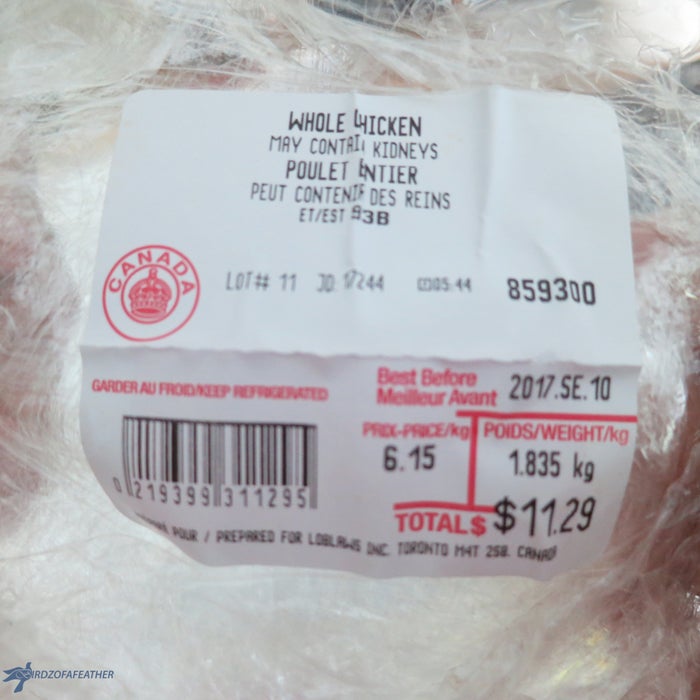 WHOLE CHICKEN
MAY CONTAIN KIDNEYS
POULET ENTIER
PEUT CONTENIR DES REINS
ET/EST 93B
CANADA
LOT# 11 JD: 17244 05:44 859300
GARDER AU FROID/KEEP REFRIGERATED
Best Before
Meilleur Avant 2017.SE.10
PRIX-PRICE/kg POIDS/WEIGHT/kg
6.15 1.835 kg
0 219399 311295
TOTAL$ $11.29
POUR / PREPARED FOR LOBLAWS INC. TORONTO M4T 2S8. CANADA
BIRDZOFAFEATHER